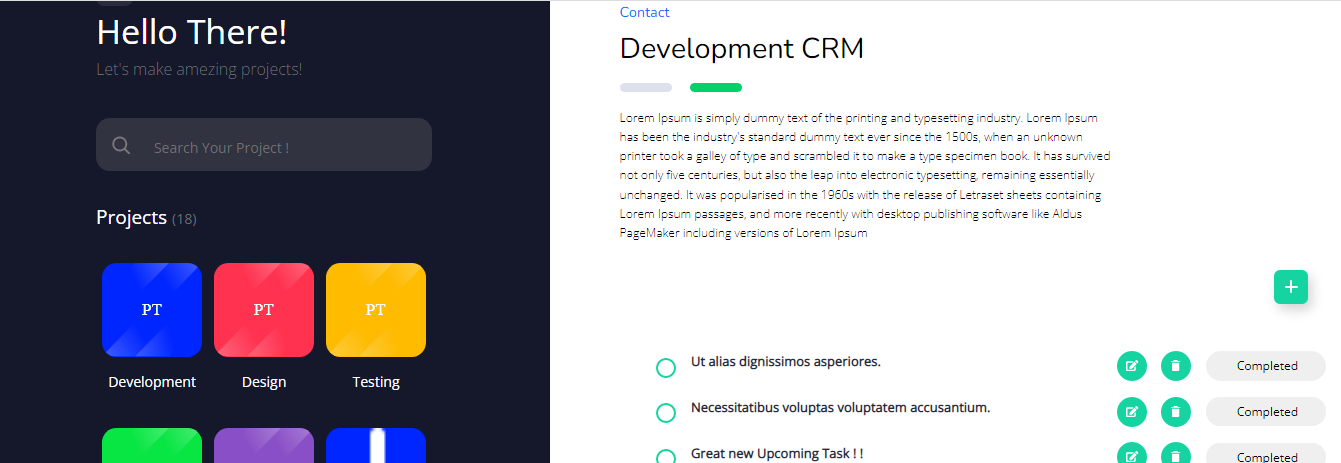 Hello There!
Let's make amezing projects!
Search Your Project !
Projects (18)
PT
PT
PT
Development
Design
Testing
Contact
Development CRM
Lorem Ipsum is simply dummy text of the printing and typesetting industry. Lorem Ipsum
has been the industry's standard dummy text ever since the 1500s, when an unknown
printer took a galley of type and scrambled it to make a type specimen book. It has survived
not only five centuries, but also the leap into electronic typesetting, remaining essentially
unchanged. It was popularised in the 1960s with the release of Letraset sheets containing
Lorem Ipsum passages, and more recently with desktop publishing software like Aldus
PageMaker including versions of Lorem Ipsum
Ut alias dignissimos asperiores.
Completed
Necessitatibus voluptas voluptatem accusantium.
Completed
Great new Upcoming Task ! !
Completed